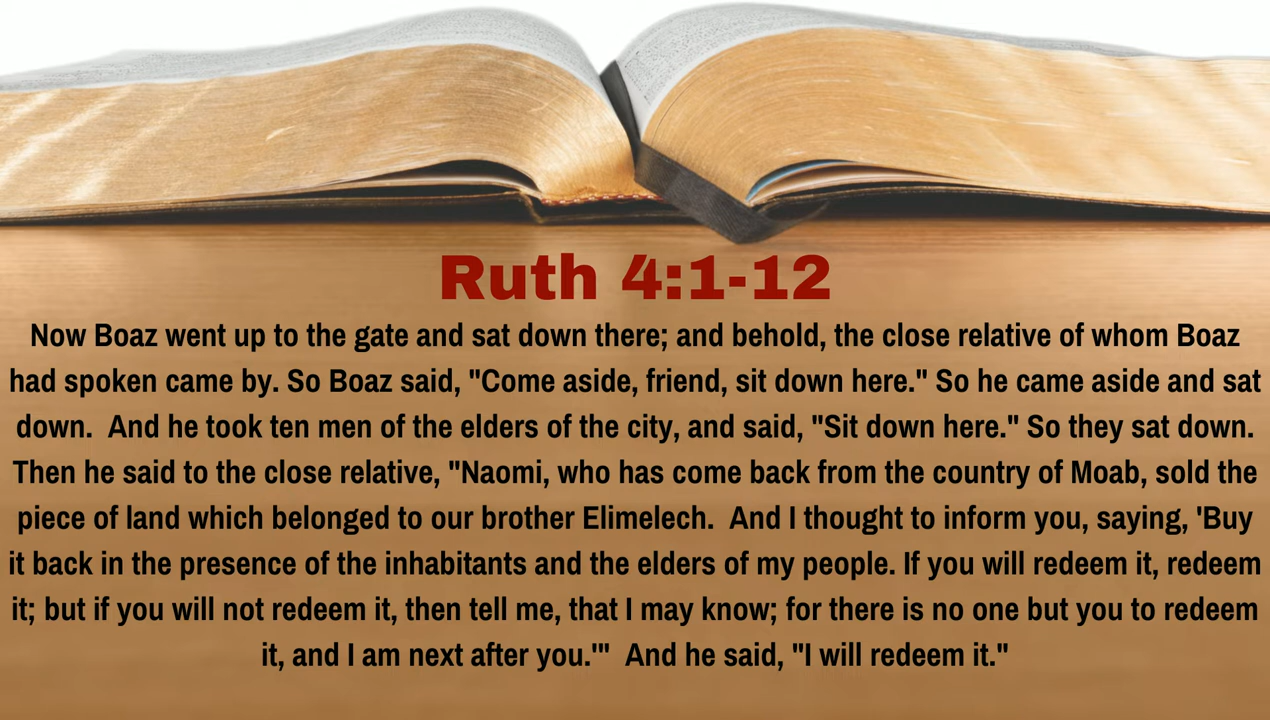 Ruth 4:1-12
Now Boaz went up to the gate and sat down there; and behold, the close relative of whom Boaz
had spoken came by. So Boaz said, "Come aside, friend, sit down here." So he came aside and sat
down.  And he took ten men of the elders of the city, and said, "Sit down here." So they sat down.
Then he said to the close relative, "Naomi, who has come back from the country of Moab, sold the
piece of land which belonged to our brother Elimelech.  And I thought to inform you, saying, 'Buy
it back in the presence of the inhabitants and the elders of my people. If you will redeem it, redeem
it; but if you will not redeem it, then tell me, that I may know; for there is no one but you to redeem
it, and I am next after you.'"  And he said, "I will redeem it."